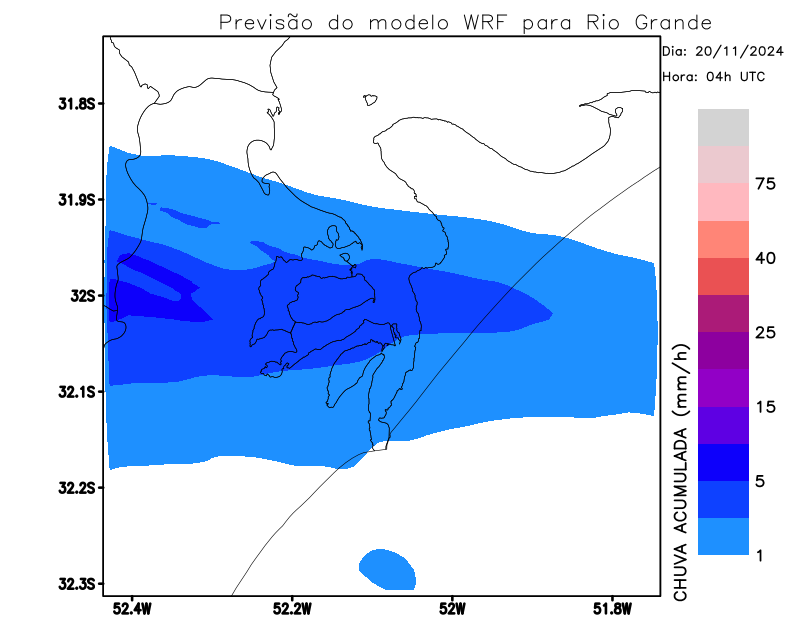 Previsão do modelo WRF para Rio Grande
Dia: 20/11/2024
Hora: 04h UTC
31.8S
31.9S
32S
32.1S
32.2S
32.3S
52.4W
52.2W
52W
51.8W
CHUVA ACUMULADA (mm/h)
75
40
25
15
5
1